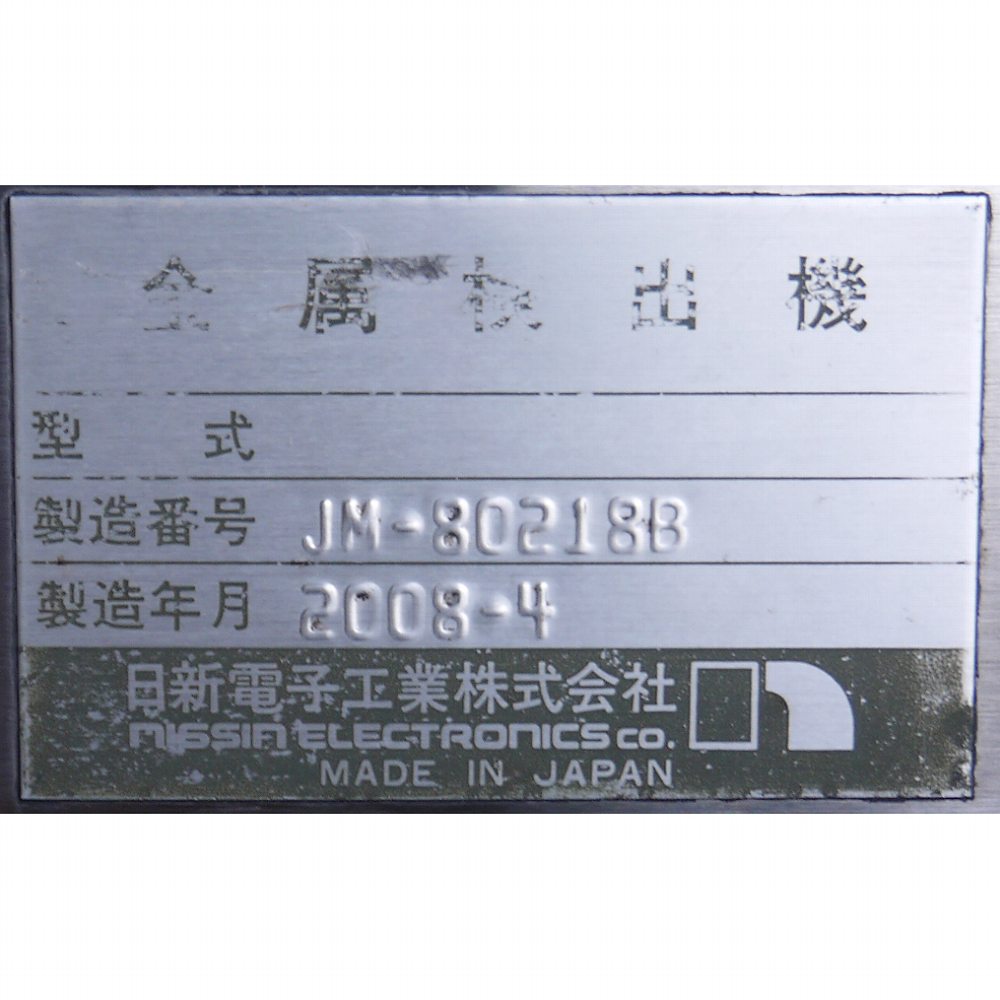 金属検出機
型式
製造番号 JM-80218B
製造年月 2008-4
日新電子工業株式会社
NISSIN ELECTRONICS CO.
MADE IN JAPAN